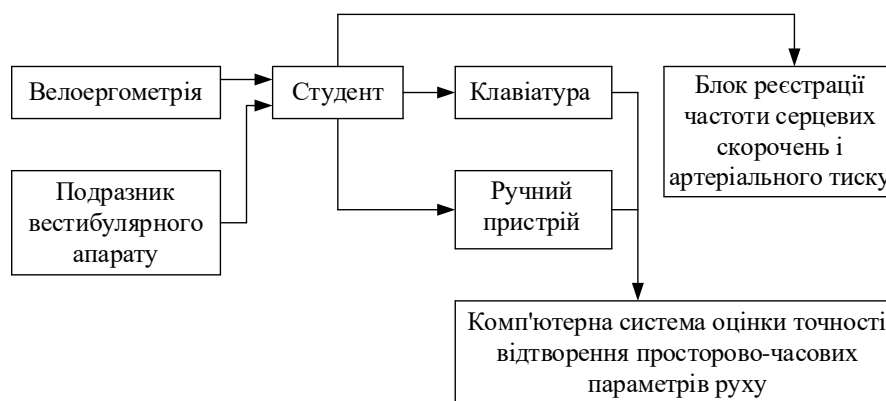 Велоергометрія
Студент
Клавіатура
Блок реєстрації
частоти серцевих
скорочень і
артеріального тиску
Подразник
вестибулярного
апарату
Ручний
пристрій
Комп'ютерна система оцінки точності
відтворення просторово-часових
параметрів руху